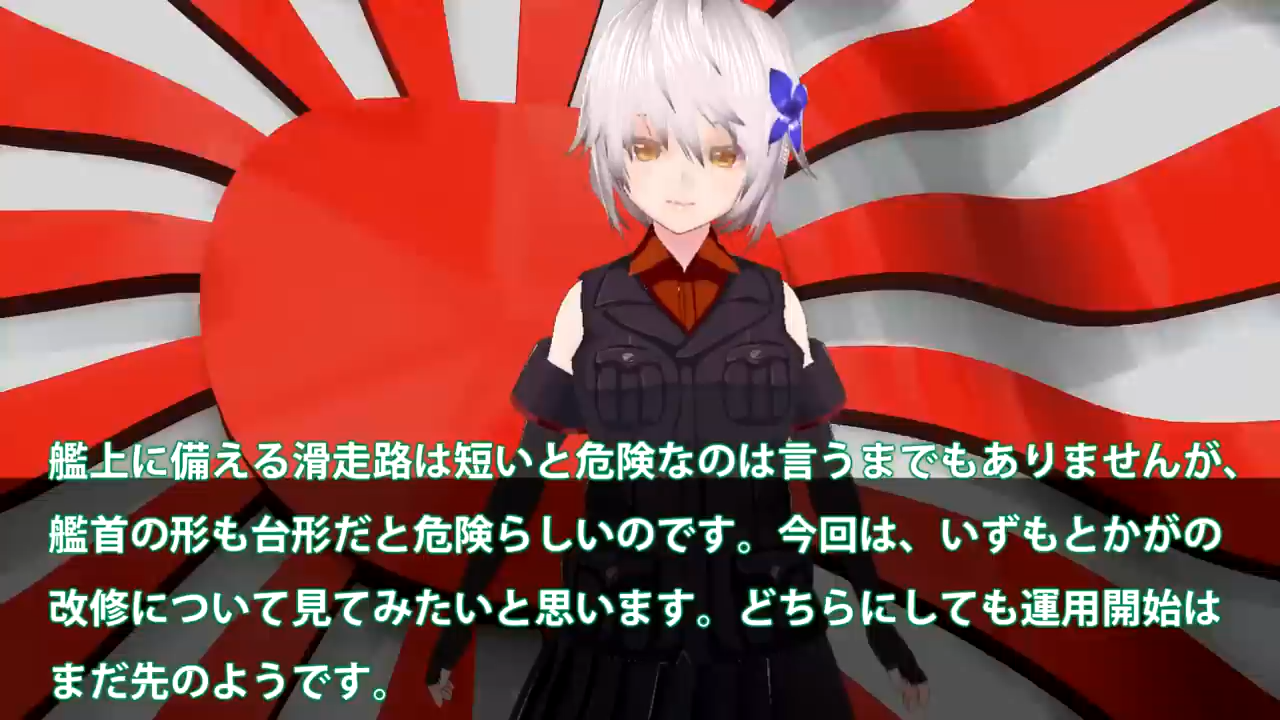 艦上に備える滑走路は短いと危険なのは言うまでもありませんが、
艦首の形も台形だと危険らしいのです。今回は、いずもとかがの
改修について見てみたいと思います。どちらにしても運用開始は
まだ先のようです。